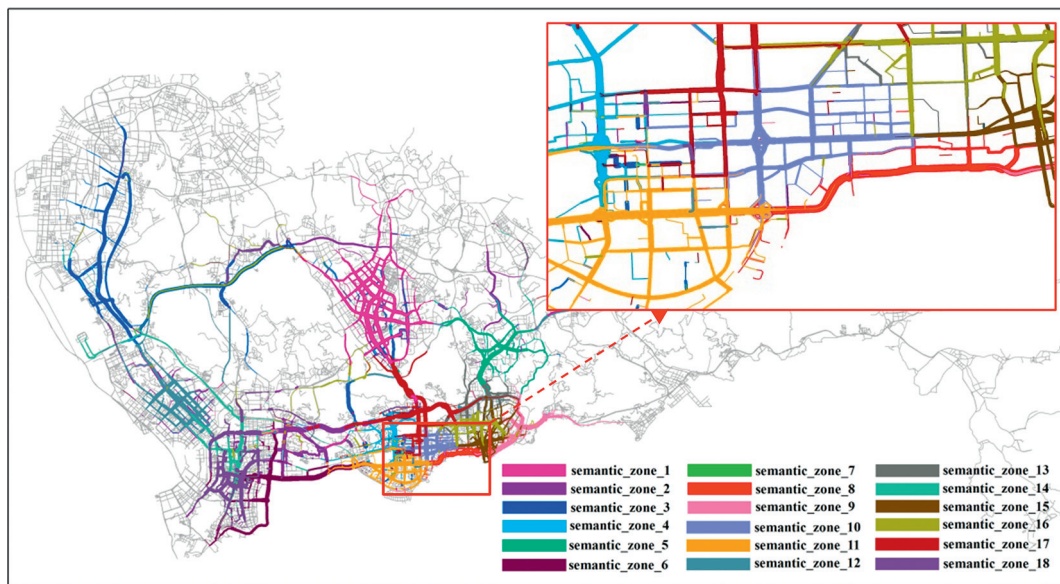 semantic_zone_1
semantic_zone_2
semantic_zone_3
semantic_zone_4
semantic_zone_5
semantic_zone_6
semantic_zone_7
semantic_zone_8
semantic_zone_9
semantic_zone_10
semantic_zone_11
semantic_zone_12
semantic_zone_13
semantic_zone_14
semantic_zone_15
semantic_zone_16
semantic_zone_17
semantic_zone_18